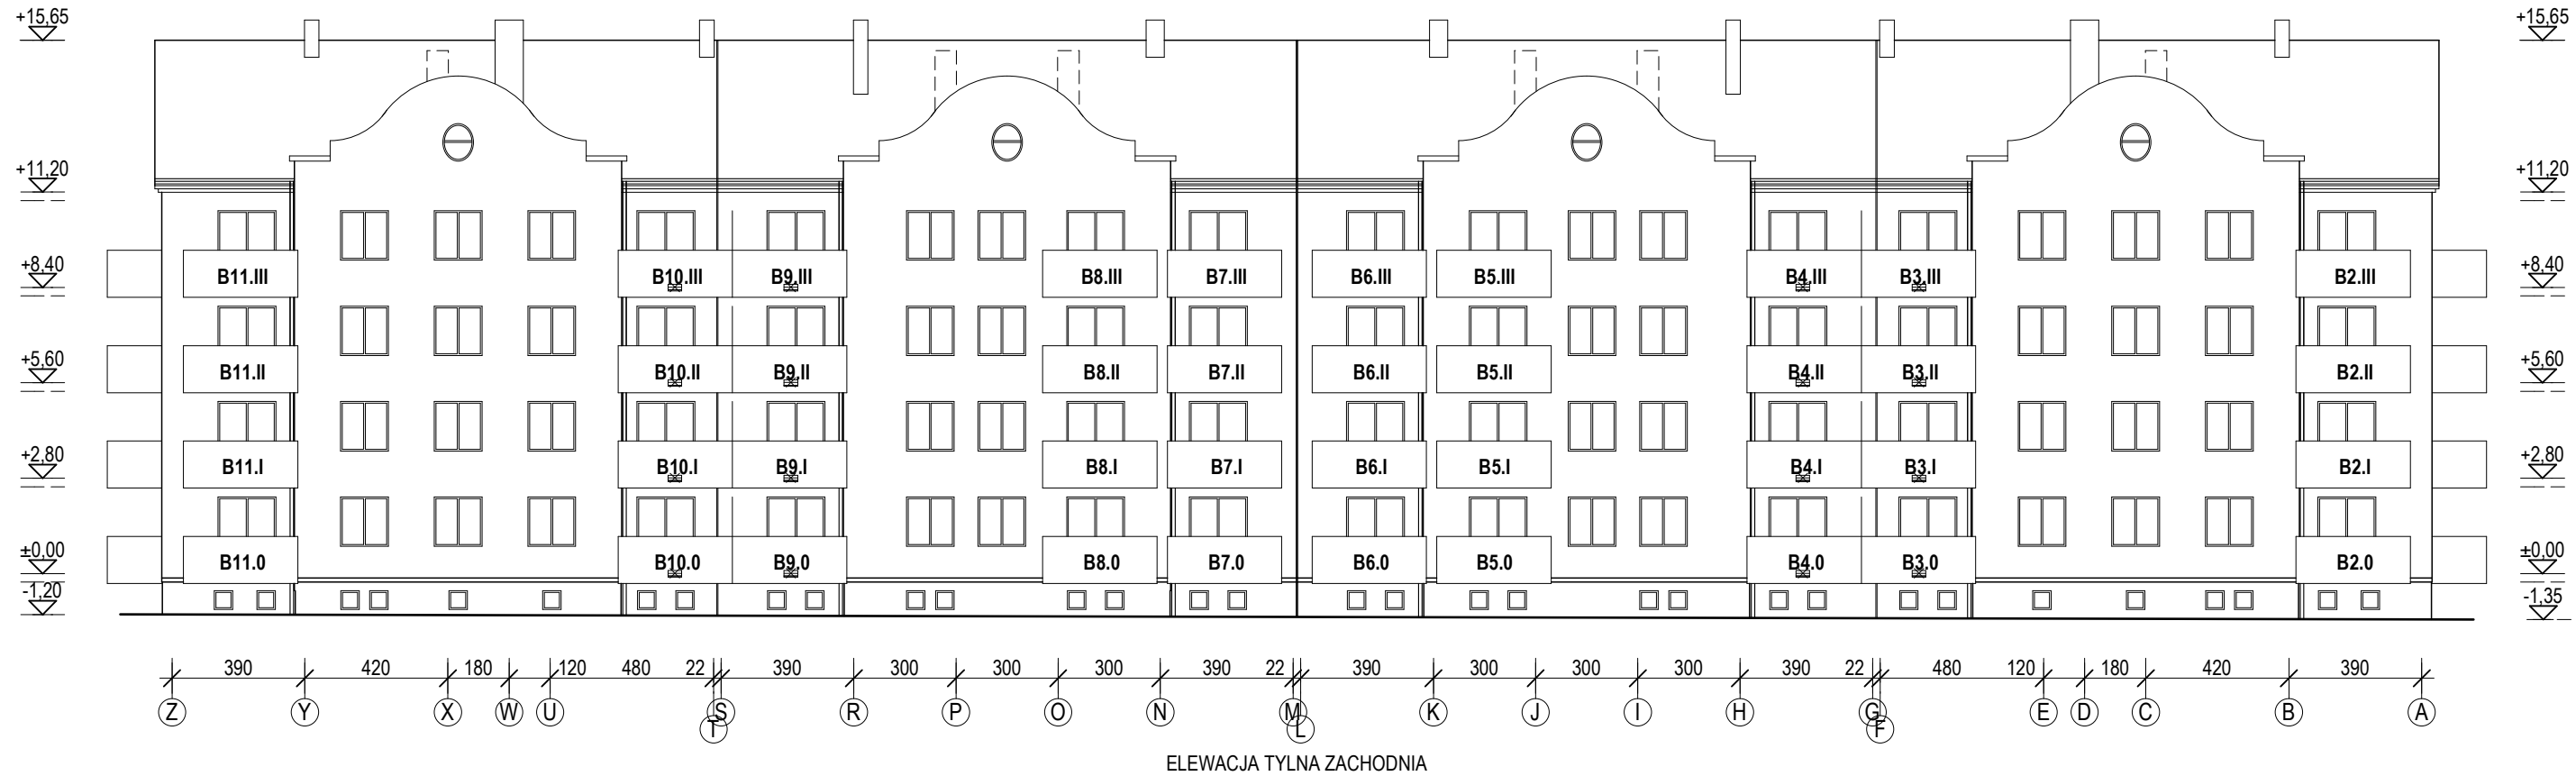 +15,65 +15,65
+11,20 +11,20
+8,40 B11.III B10.III B9.III B8.III B7.III B6.III B5.III B4.III B3.III B2.III +8,40
+5,60 B11.II B10.II B9.II B8.II B7.II B6.II B5.II B4.II B3.II B2.II +5,60
+2,80 B11.I B10.I B9.I B8.I B7.I B6.I B5.I B4.I B3.I B2.I +2,80
±0,00 B11.0 B10.0 B9.0 B8.0 B7.0 B6.0 B5.0 B4.0 B3.0 B2.0 ±0,00
-1,20 -1,35
390 420 180 120 480 22 390 300 300 300 390 22 390 300 300 300 390 22 480 120 180 420 390
Z Y X W U S R P O N M K J I H G E D C B A
T L F
ELEWACJA TYLNA ZACHODNIA